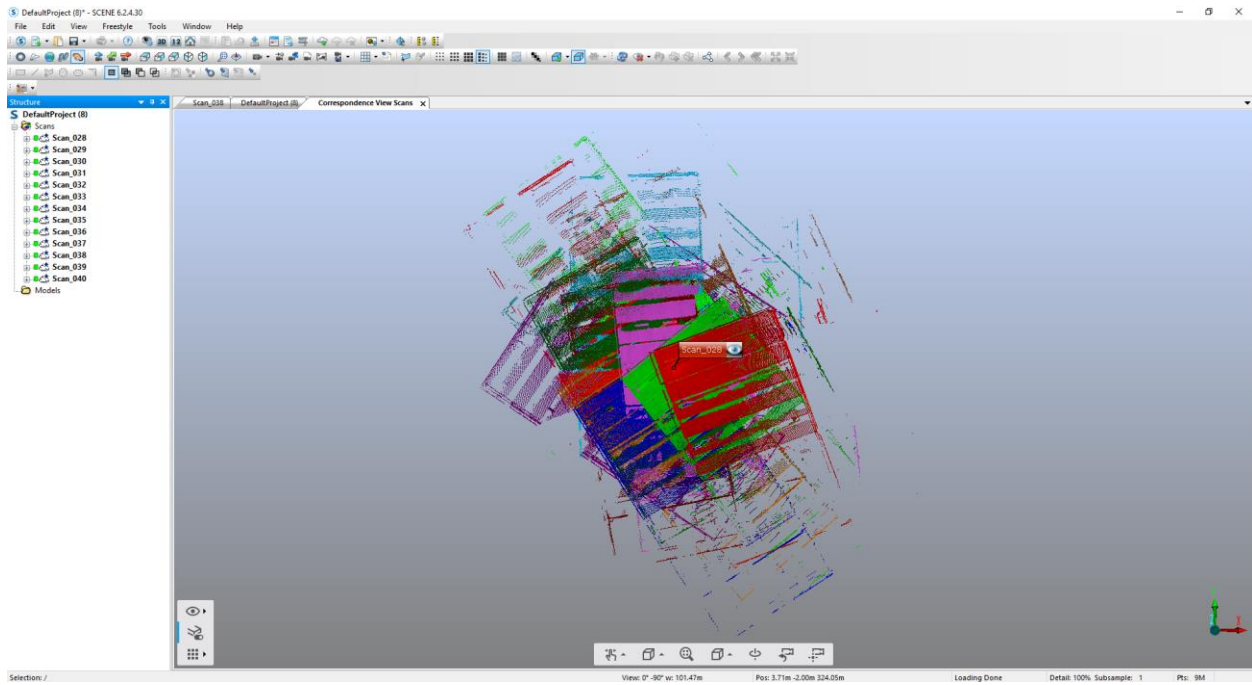 DefaultProject (8)* - SCENE 6.2.4.30
File Edit View Freestyle Tools Window Help
Structure
Scan_038 DefaultProject (8) Correspondence View Scans x
DefaultProject (8)
Scans
Scan_028
Scan_029
Scan_030
Scan_031
Scan_032
Scan_033
Scan_034
Scan_035
Scan_036
Scan_037
Scan_038
Scan_039
Scan_040
Models
Scan_028
Selection: / View: 0° -90° w: 101.47m Pos: 3.71m -2.00m 324.05m Loading Done Detail: 100% Subsample: 1 Pts: 9M